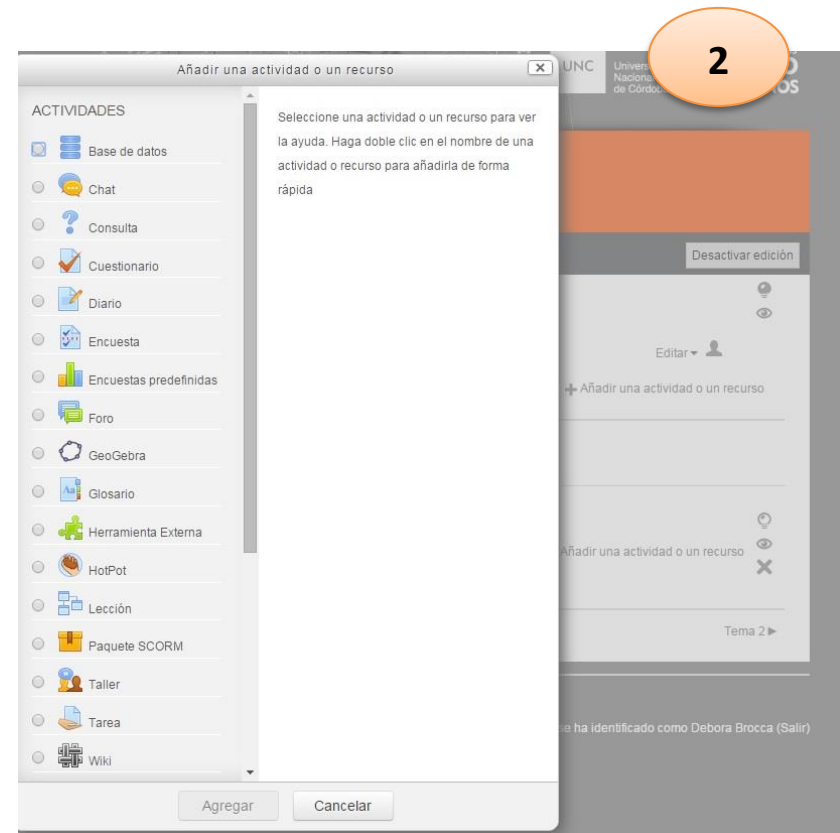 2
Añadir una actividad o un recurso
UNC
Nacional
de Córdoba
ACTIVIDADES
Base de datos
Chat
Consulta
Cuestionario
Diario
Encuesta
Encuestas predefinidas
Foro
GeoGebra
Glosario
Herramienta Externa
HotPot
Lección
Paquete SCORM
Taller
Tarea
Wiki
Seleccione una actividad o un recurso para ver
la ayuda. Haga doble clic en el nombre de una
actividad o recurso para añadirla de forma
rápida
Desactivar edición
Editar
Añadir una actividad o un recurso
Añadir una actividad o un recurso
Tema 2
se ha identificado como Debora Brocca (Salir)
Agregar
Cancelar